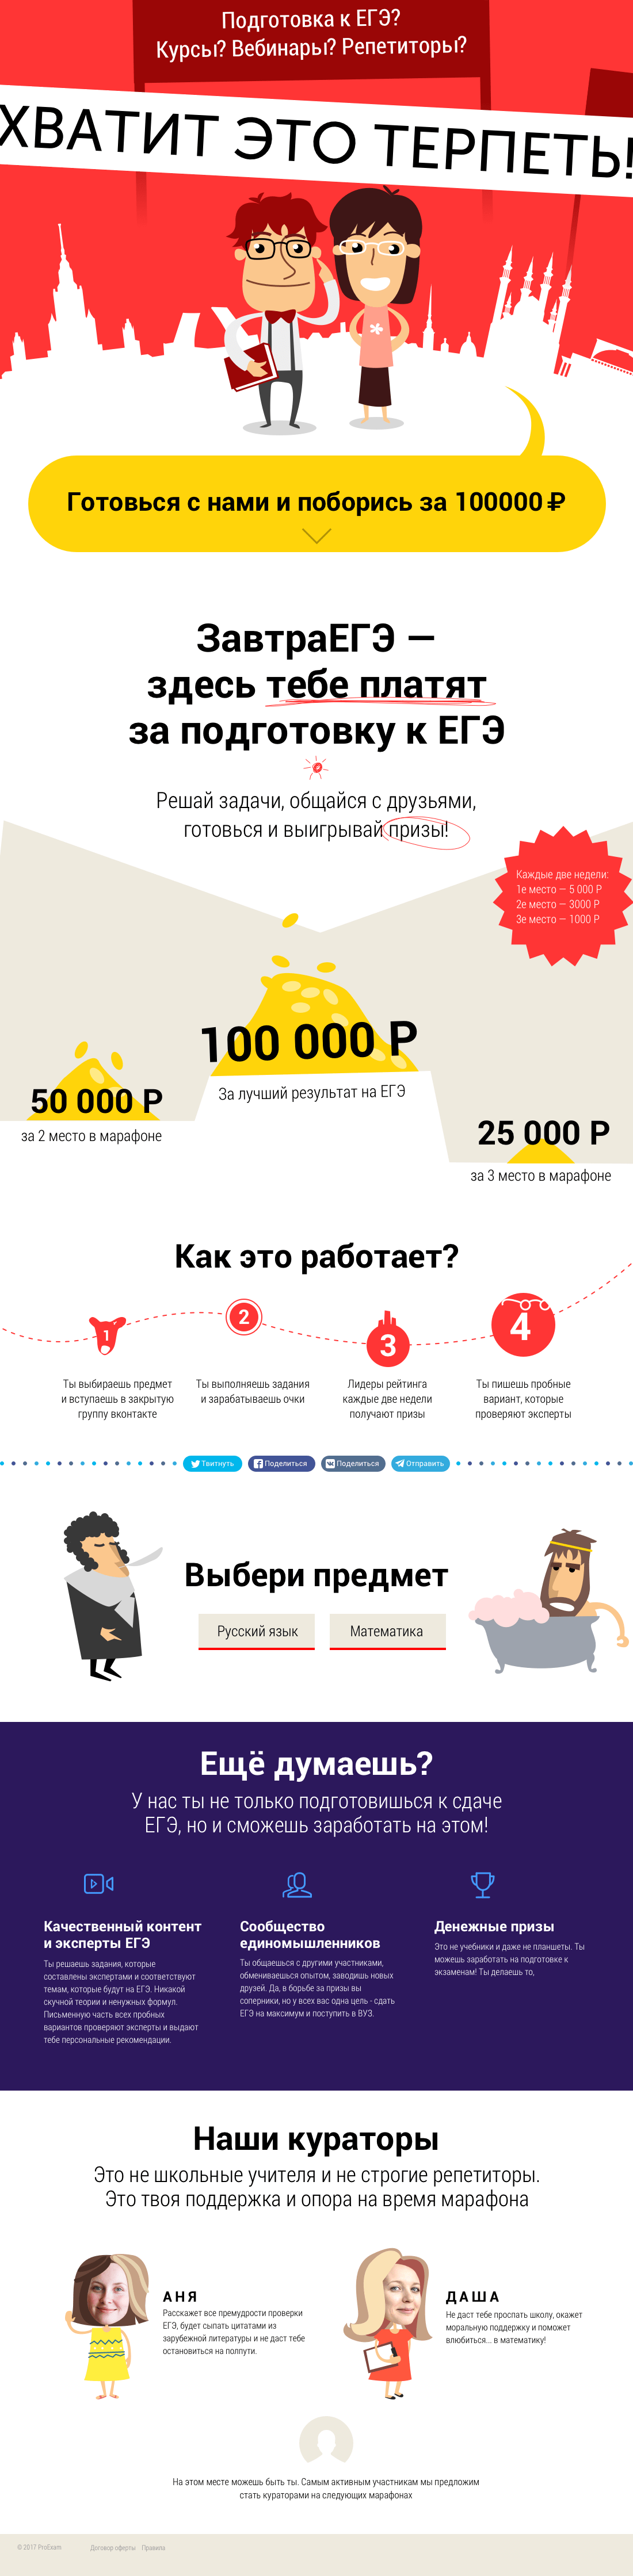 Подготовка к ЕГЭ?
Курсы? Вебинары? Репетиторы?
ХВАТИТ ЭТО ТЕРПЕТЬ!
Готовься с нами и поборись за 100000 ₽
ЗавтраЕГЭ —
здесь тебе платят
за подготовку к ЕГЭ
Решай задачи, общайся с друзьями,
готовься и выигрывай призы!
Каждые две недели:
1е место — 5 000 Р
2е место — 3000 Р
3е место — 1000 Р
100 000 Р
За лучший результат на ЕГЭ
50 000 Р
за 2 место в марафоне
25 000 Р
за 3 место в марафоне
Как это работает?
1
2
3
4
Ты выбираешь предмет
и вступаешь в закрытую
группу вконтакте
Ты выполняешь задания
и зарабатываешь очки
Лидеры рейтинга
каждые две недели
получают призы
Ты пишешь пробные
вариант, которые
проверяют эксперты
Твитнуть
Поделиться
Поделиться
Отправить
Выбери предмет
Русский язык
Математика
Ещё думаешь?
У нас ты не только подготовишься к сдаче
ЕГЭ, но и сможешь заработать на этом!
Качественный контент
и эксперты ЕГЭ
Ты решаешь задания, которые
составлены экспертами и соответствуют
темам, которые будут на ЕГЭ. Никакой
скучной теории и ненужных формул.
Письменную часть всех пробных
вариантов проверяют эксперты и выдают
тебе персональные рекомендации.
Сообщество
единомышленников
Ты общаешься с другими участниками,
обмениваешься опытом, заводишь новых
друзей. Да, в борьбе за призы вы
соперники, но у всех вас одна цель - сдать
ЕГЭ на максимум и поступить в ВУЗ.
Денежные призы
Это не учебники и даже не планшеты. Ты
можешь заработать на подготовке к
экзаменам! Ты делаешь то,
Наши кураторы
Это не школьные учителя и не строгие репетиторы.
Это твоя поддержка и опора на время марафона
АНЯ
Расскажет все премудрости проверки
ЕГЭ, будет сыпать цитатами из
зарубежной литературы и не даст тебе
остановиться на полпути.
ДАША
Не даст тебе проспать школу, окажет
моральную поддержку и поможет
влюбиться... в математику!
На этом месте можешь быть ты. Самым активным участникам мы предложим
стать кураторами на следующих марафонах
© 2017 ProExam
Договор оферты
Правила